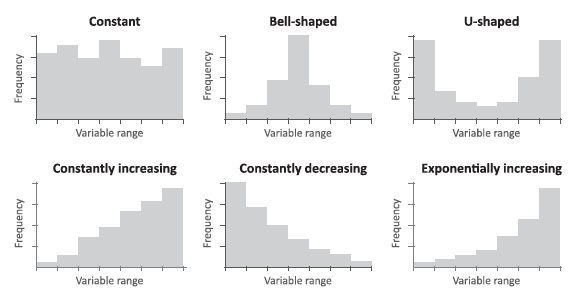 Constant
Bell-shaped
U-shaped
Frequency
Frequency
Frequency
Variable range
Variable range
Variable range
Constantly increasing
Constantly decreasing
Exponentially increasing
Frequency
Frequency
Frequency
Variable range
Variable range
Variable range